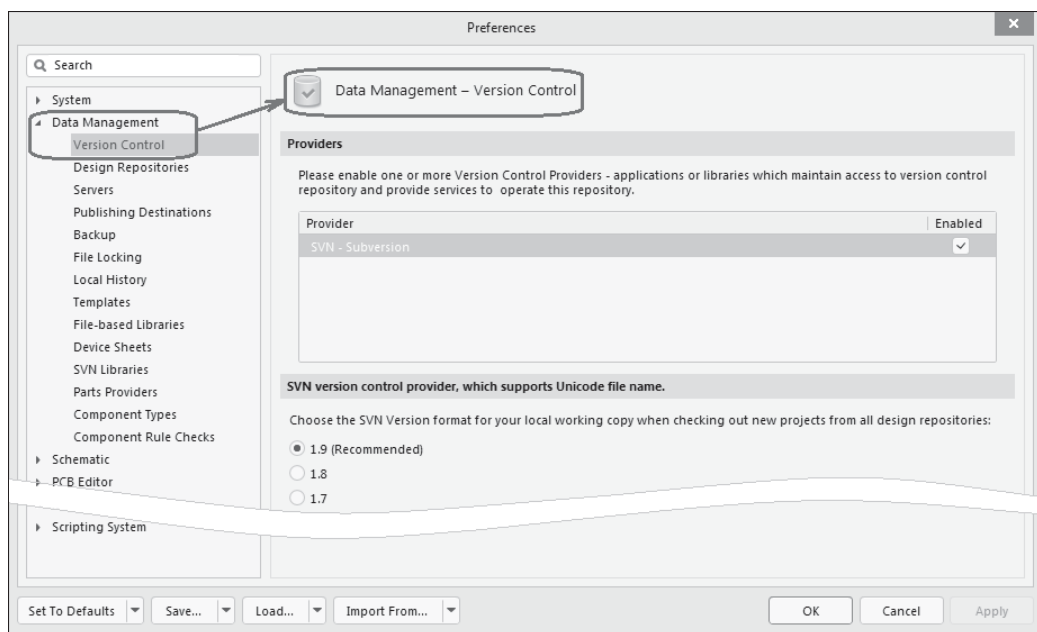 Preferences
Search
System
Data Management
Version Control
Design Repositories
Servers
Publishing Destinations
Backup
File Locking
Local History
Templates
File-based Libraries
Device Sheets
SVN Libraries
Parts Providers
Component Types
Component Rule Checks
Schematic
PCB Editor
Scripting System
Data Management – Version Control
Providers
Please enable one or more Version Control Providers - applications or libraries which maintain access to version control
repository and provide services to operate this repository.
Provider Enabled
SVN - Subversion
SVN version control provider, which supports Unicode file name.
Choose the SVN Version format for your local working copy when checking out new projects from all design repositories:
1.9 (Recommended)
1.8
1.7
Set To Defaults Save... Load... Import From... OK Cancel Apply